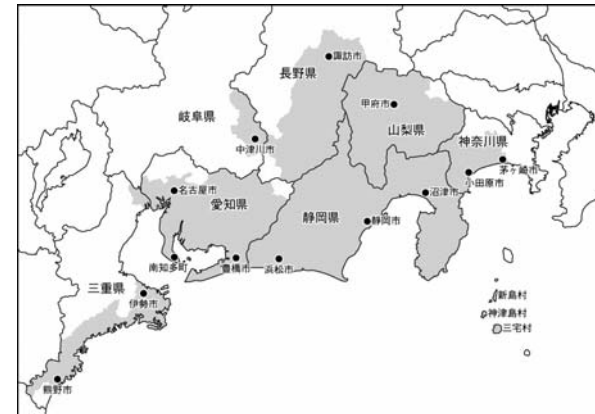 諏訪市
長野県
甲府市
岐阜県
山梨県
神奈川県
中津川市
茅ヶ崎市
小田原市
名古屋市
沼津市
愛知県
静岡県
静岡市
南知多町
豊橋市
浜松市
三重県
伊勢市
新島村
神津島村
三宅村
熊野市